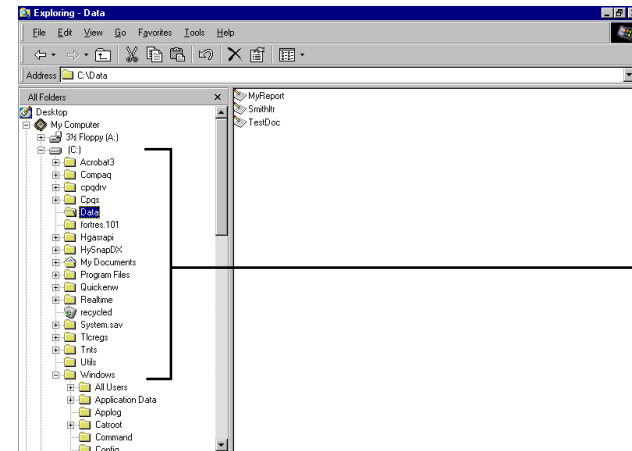 Exploring - Data
File Edit View Go Favorites Tools Help
Address C:\Data
All Folders
Desktop
My Computer
3½ Floppy (A:)
(C:)
Acrobat3
Compaq
cpqdrv
Cpqs
Data
fortres.101
Hgasrapi
HySnapDX
My Documents
Program Files
Quickenw
Realtime
recycled
System.sav
Tlcregs
Tnts
Utils
Windows
All Users
Application Data
Applog
Catroot
Command
Config
MyReport
Smithltr
TestDoc